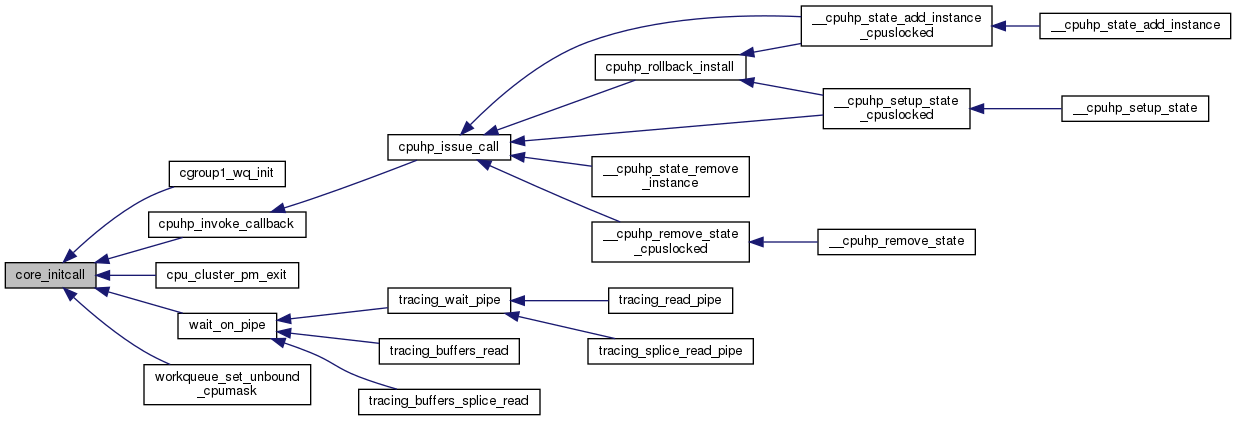 __cpuhp_state_add_instance
_cpuslocked
__cpuhp_state_add_instance
cpuhp_rollback_install
__cpuhp_setup_state
_cpuslocked
__cpuhp_setup_state
cpuhp_issue_call
__cpuhp_state_remove
_instance
cgroup1_wq_init
cpuhp_invoke_callback
__cpuhp_remove_state
_cpuslocked
__cpuhp_remove_state
core_initcall
cpu_cluster_pm_exit
tracing_wait_pipe
tracing_read_pipe
wait_on_pipe
tracing_buffers_read
tracing_splice_read_pipe
workqueue_set_unbound
_cpumask
tracing_buffers_splice_read